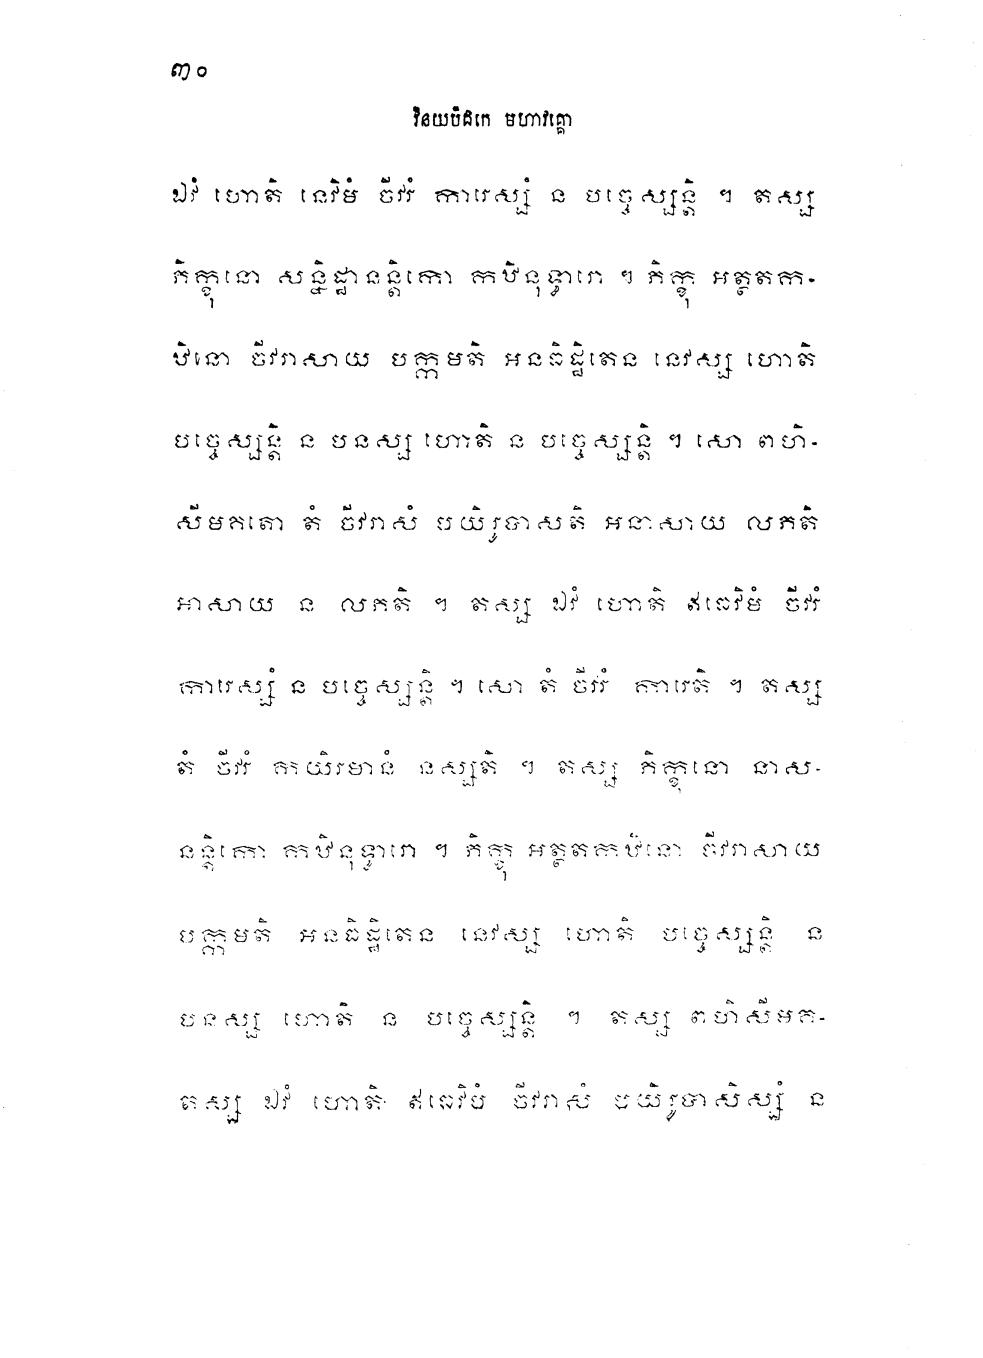 ៣០
វិនយបិដកេ មហាវគ្គោ
ឯវំ ហោតិ នេវិមំ ចីវរំ ការេស្សំ ន បច្ចេស្សន្តិ ។ តស្ស
ភិក្ខុនោ សន្និដ្ឋានន្តិកោ កឋិនុទ្ធារោ ។ ភិក្ខុ អត្ថតក-
ឋិនោ ចីវរាសាយ បក្កមតិ អនធិដ្ឋិតេន នេវស្ស ហោតិ
បច្ចេស្សន្តិ ន បនស្ស ហោតិ ន បច្ចេស្សន្តិ ។ សោ ពហិ-
សីមគតោ តំ ចីវរាសំ បយិរុបាសតិ អនាសាយ លភតិ
អាសាយ ន លភតិ ។ តស្ស ឯវំ ហោតិ ឥធេវិមំ ចីវរំ
ការេស្សំ ន បច្ចេស្សន្តិ ។ សោ តំ ចីវរំ ការេតិ ។ តស្ស
តំ ចីវរំ កយិរមានំ នស្សតិ ។ តស្ស ភិក្ខុនោ នាស-
នន្តិកោ កឋិនុទ្ធារោ ។ ភិក្ខុ អត្ថតកឋិនោ ចីវរាសាយ
បក្កមតិ អនធិដ្ឋិតេន នេវស្ស ហោតិ បច្ចេស្សន្តិ ន
បនស្ស ហោតិ ន បច្ចេស្សន្តិ ។ តស្ស ពហិសីមគ-
តស្ស ឯវំ ហោតិ ឥធេវិមំ ចីវរាសំ បយិរុបាសិស្សំ ន